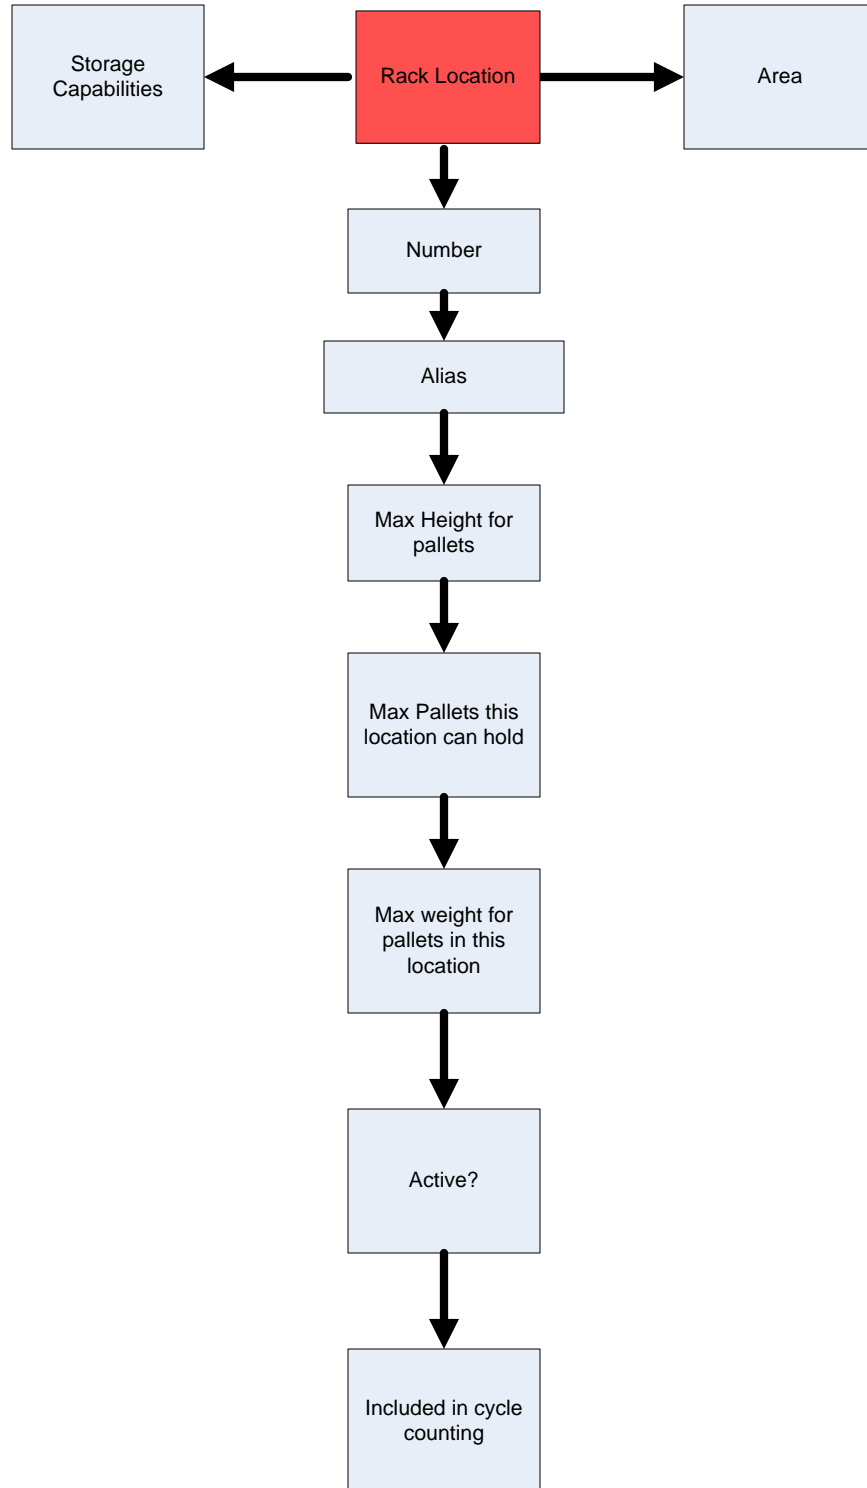 Storage
Capabilities
Rack Location
Area
Number
Alias
Max Height for
pallets
Max Pallets this
location can hold
Max weight for
pallets in this
location
Active?
Included in cycle
counting